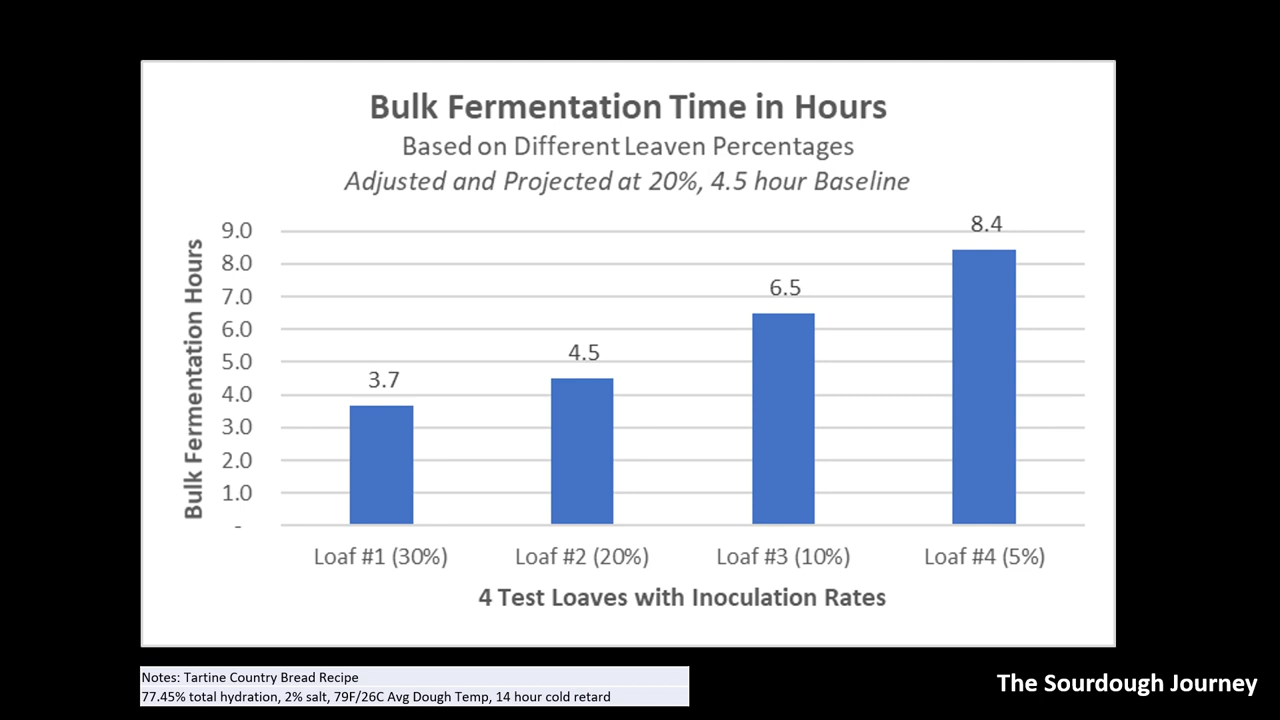 Bulk Fermentation Time in Hours
Based on Different Leaven Percentages
Adjusted and Projected at 20%, 4.5 hour Baseline
Bulk Fermentation Hours
9.0
8.0
7.0
6.0
5.0
4.0
3.0
2.0
1.0
-
3.7
4.5
6.5
8.4
Loaf #1 (30%)
Loaf #2 (20%)
Loaf #3 (10%)
Loaf #4 (5%)
4 Test Loaves with Inoculation Rates
Notes: Tartine Country Bread Recipe
77.45% total hydration, 2% salt, 79F/26C Avg Dough Temp, 14 hour cold retard
The Sourdough Journey